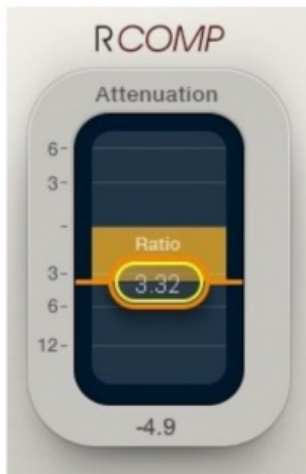 RCOMP
Attenuation
6-
3-
-
Ratio
3-
3.32
6-
12-
-4.9